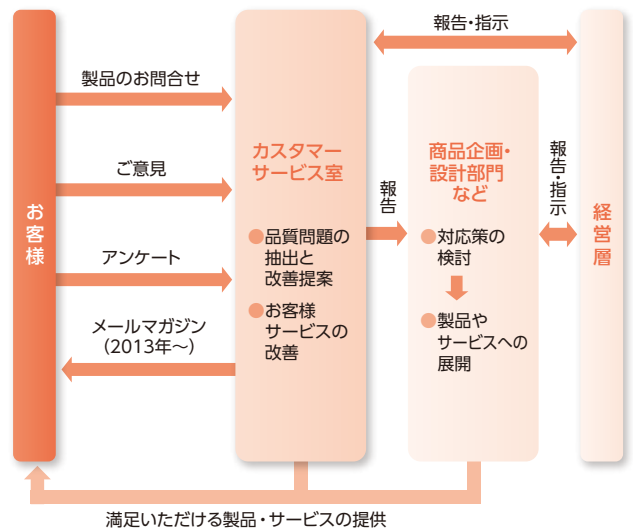 報告・指示
製品のお問合せ
ご意見
アンケート
メールマガジン
(2013年〜)
お客様
カスタマー
サービス室
●品質問題の
抽出と
改善提案
●お客様
サービスの
改善
報告
商品企画・
設計部門
など
●対応策の
検討
●製品や
サービスへの
展開
報告・指示
経営層
満足いただける製品・サービスの提供